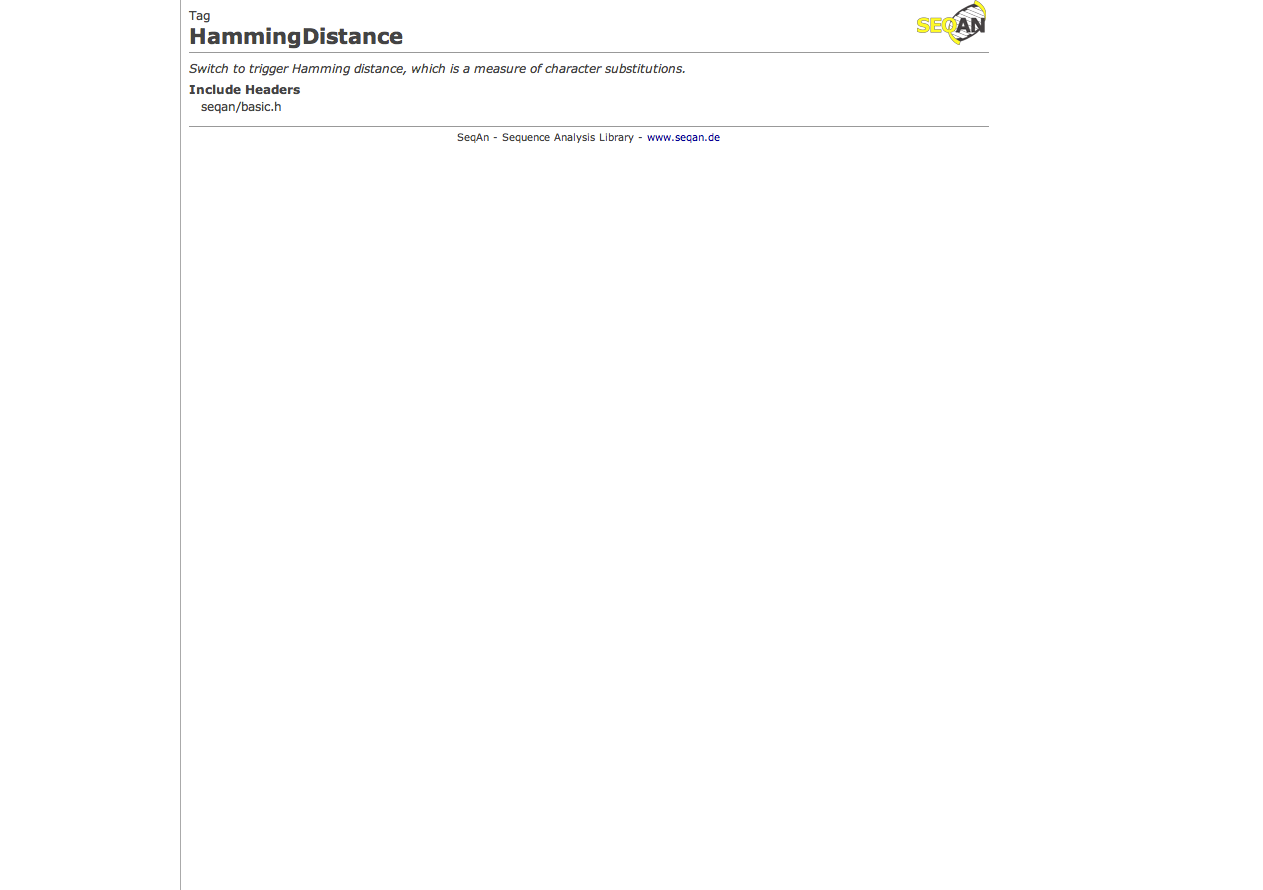 Tag
HammingDistance
SEQAN
Switch to trigger Hamming distance, which is a measure of character substitutions.
Include Headers
seqan/basic.h
SeqAn - Sequence Analysis Library - www.seqan.de